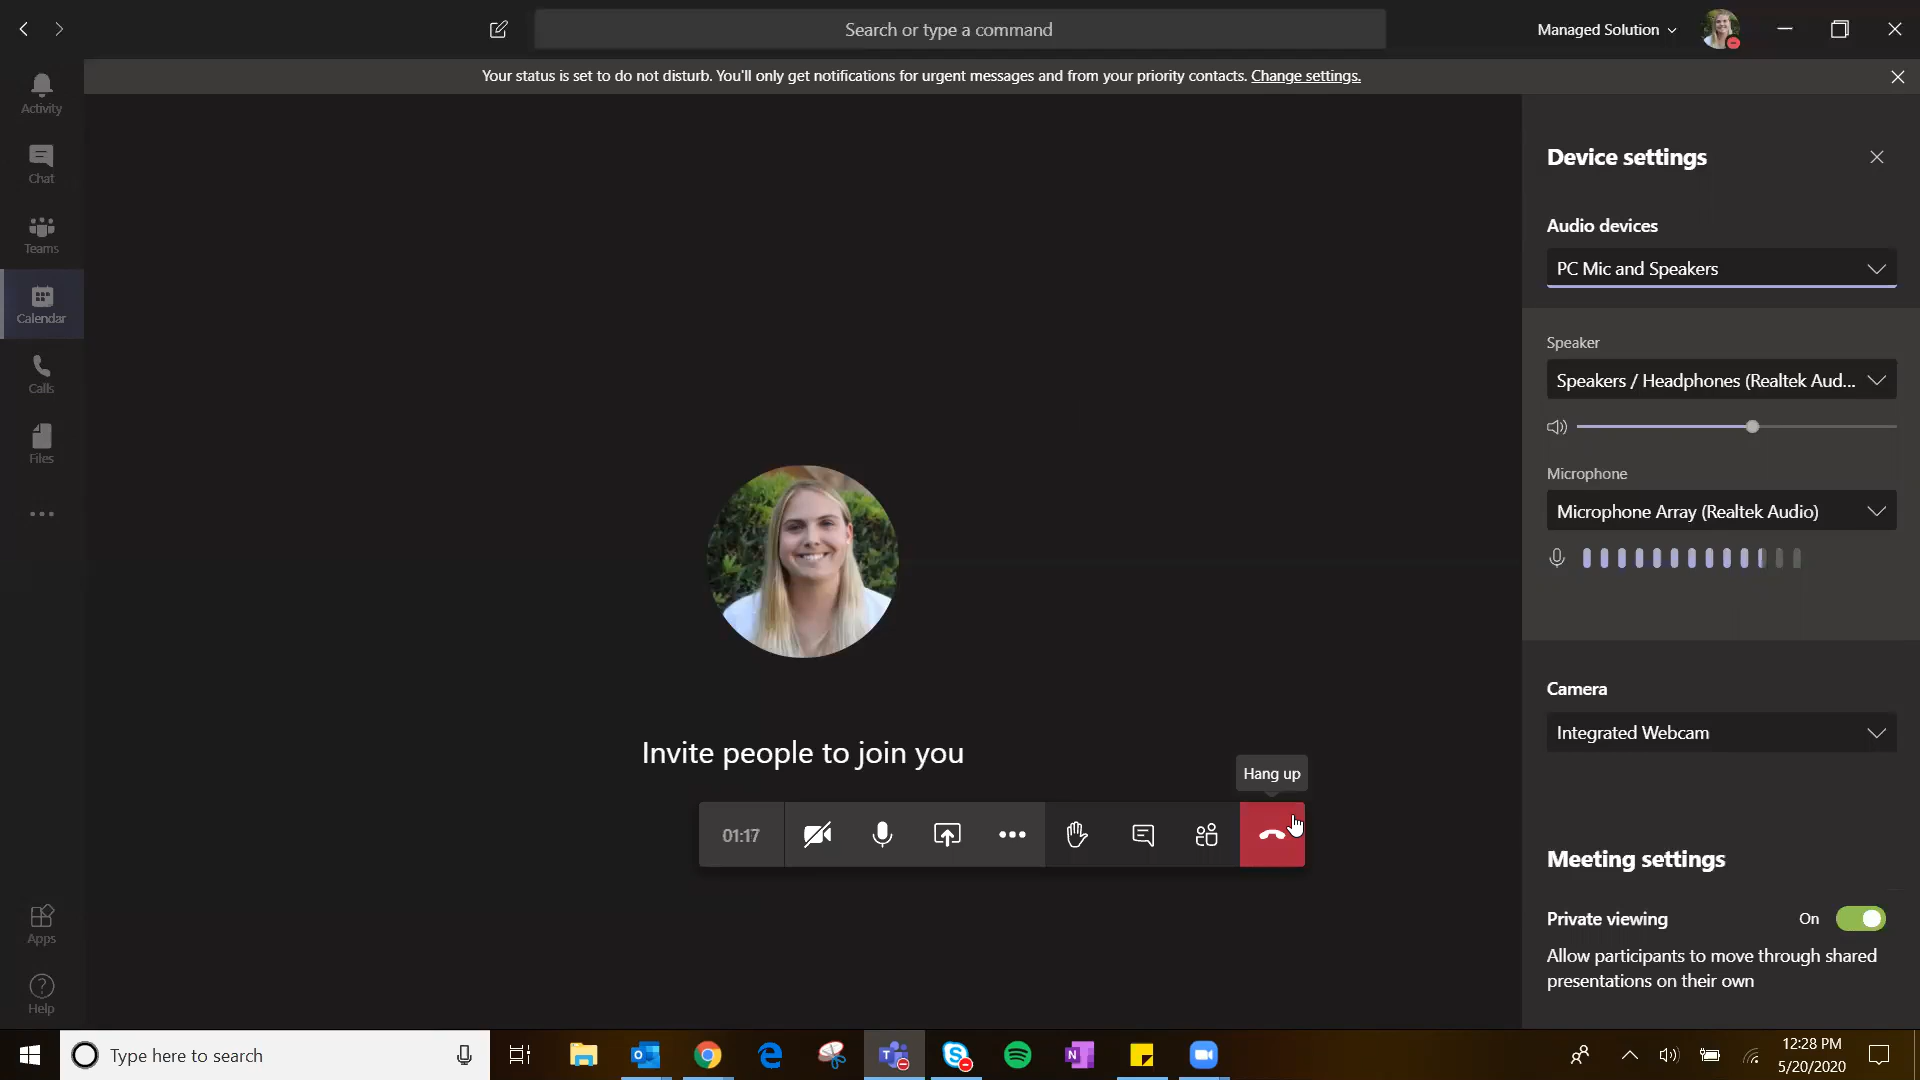 Search or type a command
Managed Solution
Your status is set to do not disturb. You'll only get notifications for urgent messages and from your priority contacts. Change settings.
Activity
Chat
Teams
Calendar
Calls
Files
Apps
Help
Invite people to join you
Hang up
01:17
Device settings
Audio devices
PC Mic and Speakers
Speaker
Speakers / Headphones (Realtek Aud...
Microphone
Microphone Array (Realtek Audio)
Camera
Integrated Webcam
Meeting settings
Private viewing On
Allow participants to move through shared
presentations on their own
Type here to search
12:28 PM
5/20/2020